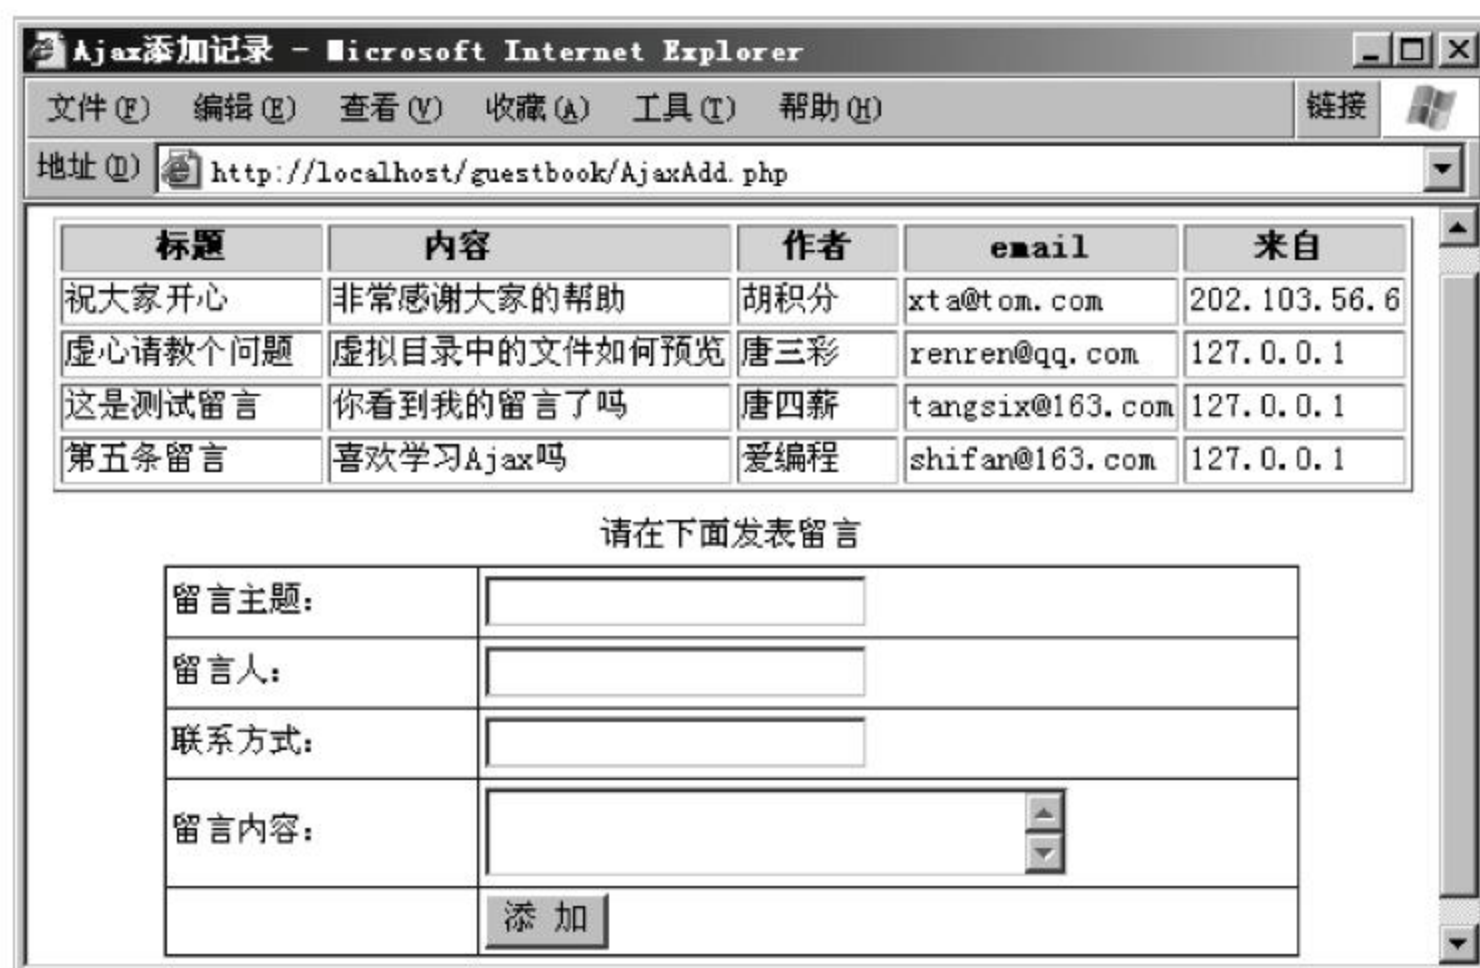 Ajax添加记录 - Microsoft Internet Explorer
文件(F) 编辑(E) 查看(V) 收藏(A) 工具(T) 帮助(H) 链接
地址(D) http://localhost/guestbook/AjaxAdd.php
标题 内容 作者 email 来自
祝大家开心 非常感谢大家的帮助 胡积分 xta@tom.com 202.103.56.6
虚心请教个问题 虚拟目录中的文件如何预览 唐三彩 renren@qq.com 127.0.0.1
这是测试留言 你看到我的留言了吗 唐四薪 tangsix@163.com 127.0.0.1
第五条留言 喜欢学习Ajax吗 爱编程 shifan@163.com 127.0.0.1
请在下面发表留言
留言主题:
留言人:
联系方式:
留言内容:
添 加